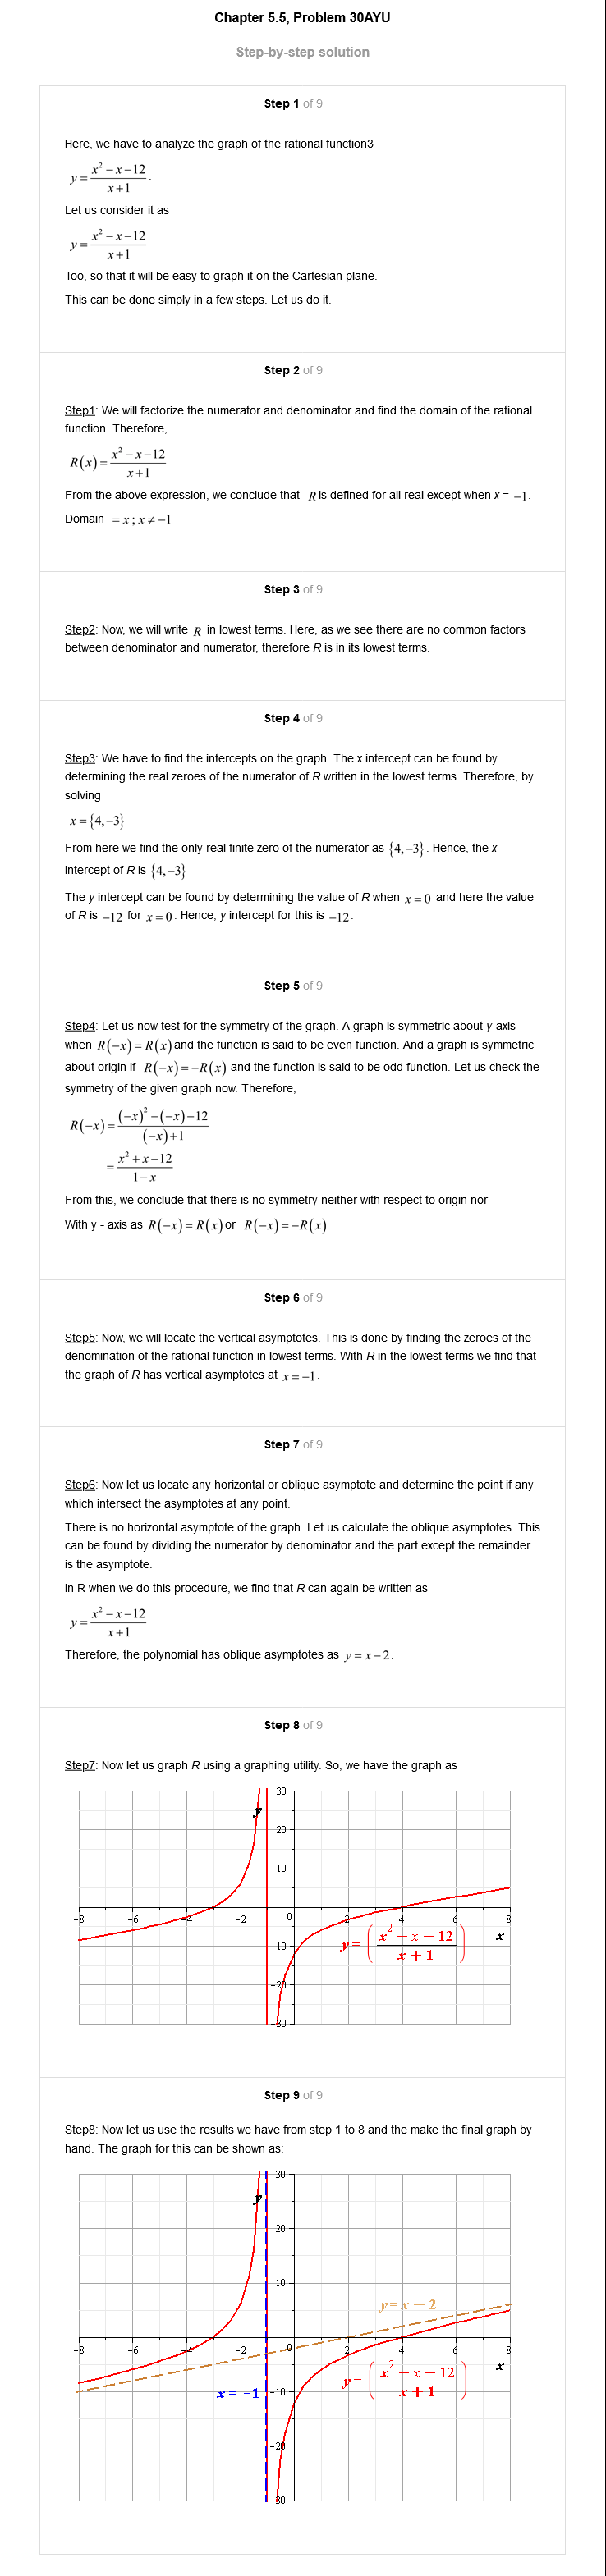 Chapter 5.5, Problem 30AYU
Step-by-step solution
Step 1 of 9
Here, we have to analyze the graph of the rational function3
y = (x² − x − 12)/(x + 1) .
Let us consider it as
y = (x² − x − 12)/(x + 1)
Too, so that it will be easy to graph it on the Cartesian plane.
This can be done simply in a few steps. Let us do it.
Step 2 of 9
Step1: We will factorize the numerator and denominator and find the domain of the rational
function. Therefore,
R(x) = (x² − x − 12)/(x + 1)
From the above expression, we conclude that R is defined for all real except when x = −1.
Domain = x ; x ≠ −1
Step 3 of 9
Step2: Now, we will write R in lowest terms. Here, as we see there are no common factors
between denominator and numerator, therefore R is in its lowest terms.
Step 4 of 9
Step3: We have to find the intercepts on the graph. The x intercept can be found by
determining the real zeroes of the numerator of R written in the lowest terms. Therefore, by
solving
x = {4,−3}
From here we find the only real finite zero of the numerator as {4,−3}. Hence, the x
intercept of R is {4,−3}
The y intercept can be found by determining the value of R when x = 0 and here the value
of R is −12 for x = 0. Hence, y intercept for this is −12.
Step 5 of 9
Step4: Let us now test for the symmetry of the graph. A graph is symmetric about y-axis
when R(−x) = R(x) and the function is said to be even function. And a graph is symmetric
about origin if R(−x) = −R(x) and the function is said to be odd function. Let us check the
symmetry of the given graph now. Therefore,
R(−x) = ((−x)² − (−x) − 12)/((−x) + 1)
= (x² + x − 12)/(1 − x)
From this, we conclude that there is no symmetry neither with respect to origin nor
With y - axis as R(−x) = R(x) or R(−x) = −R(x)
Step 6 of 9
Step5: Now, we will locate the vertical asymptotes. This is done by finding the zeroes of the
denomination of the rational function in lowest terms. With R in the lowest terms we find that
the graph of R has vertical asymptotes at x = −1.
Step 7 of 9
Step6: Now let us locate any horizontal or oblique asymptote and determine the point if any
which intersect the asymptotes at any point.
There is no horizontal asymptote of the graph. Let us calculate the oblique asymptotes. This
can be found by dividing the numerator by denominator and the part except the remainder
is the asymptote.
In R when we do this procedure, we find that R can again be written as
y = (x² − x − 12)/(x + 1)
Therefore, the polynomial has oblique asymptotes as y = x − 2.
Step 8 of 9
Step7: Now let us graph R using a graphing utility. So, we have the graph as
30
y
20
10
-8 -6 -4 -2 0 2 4 6 8
x
y = ((x² − x − 12)/(x + 1))
-10
-20
-30
Step 9 of 9
Step8: Now let us use the results we have from step 1 to 8 and the make the final graph by
hand. The graph for this can be shown as:
30
y
20
10
y = x − 2
-8 -6 -4 -2 0 2 4 6 8
x
y = ((x² − x − 12)/(x + 1))
x = −1
-10
-20
-30